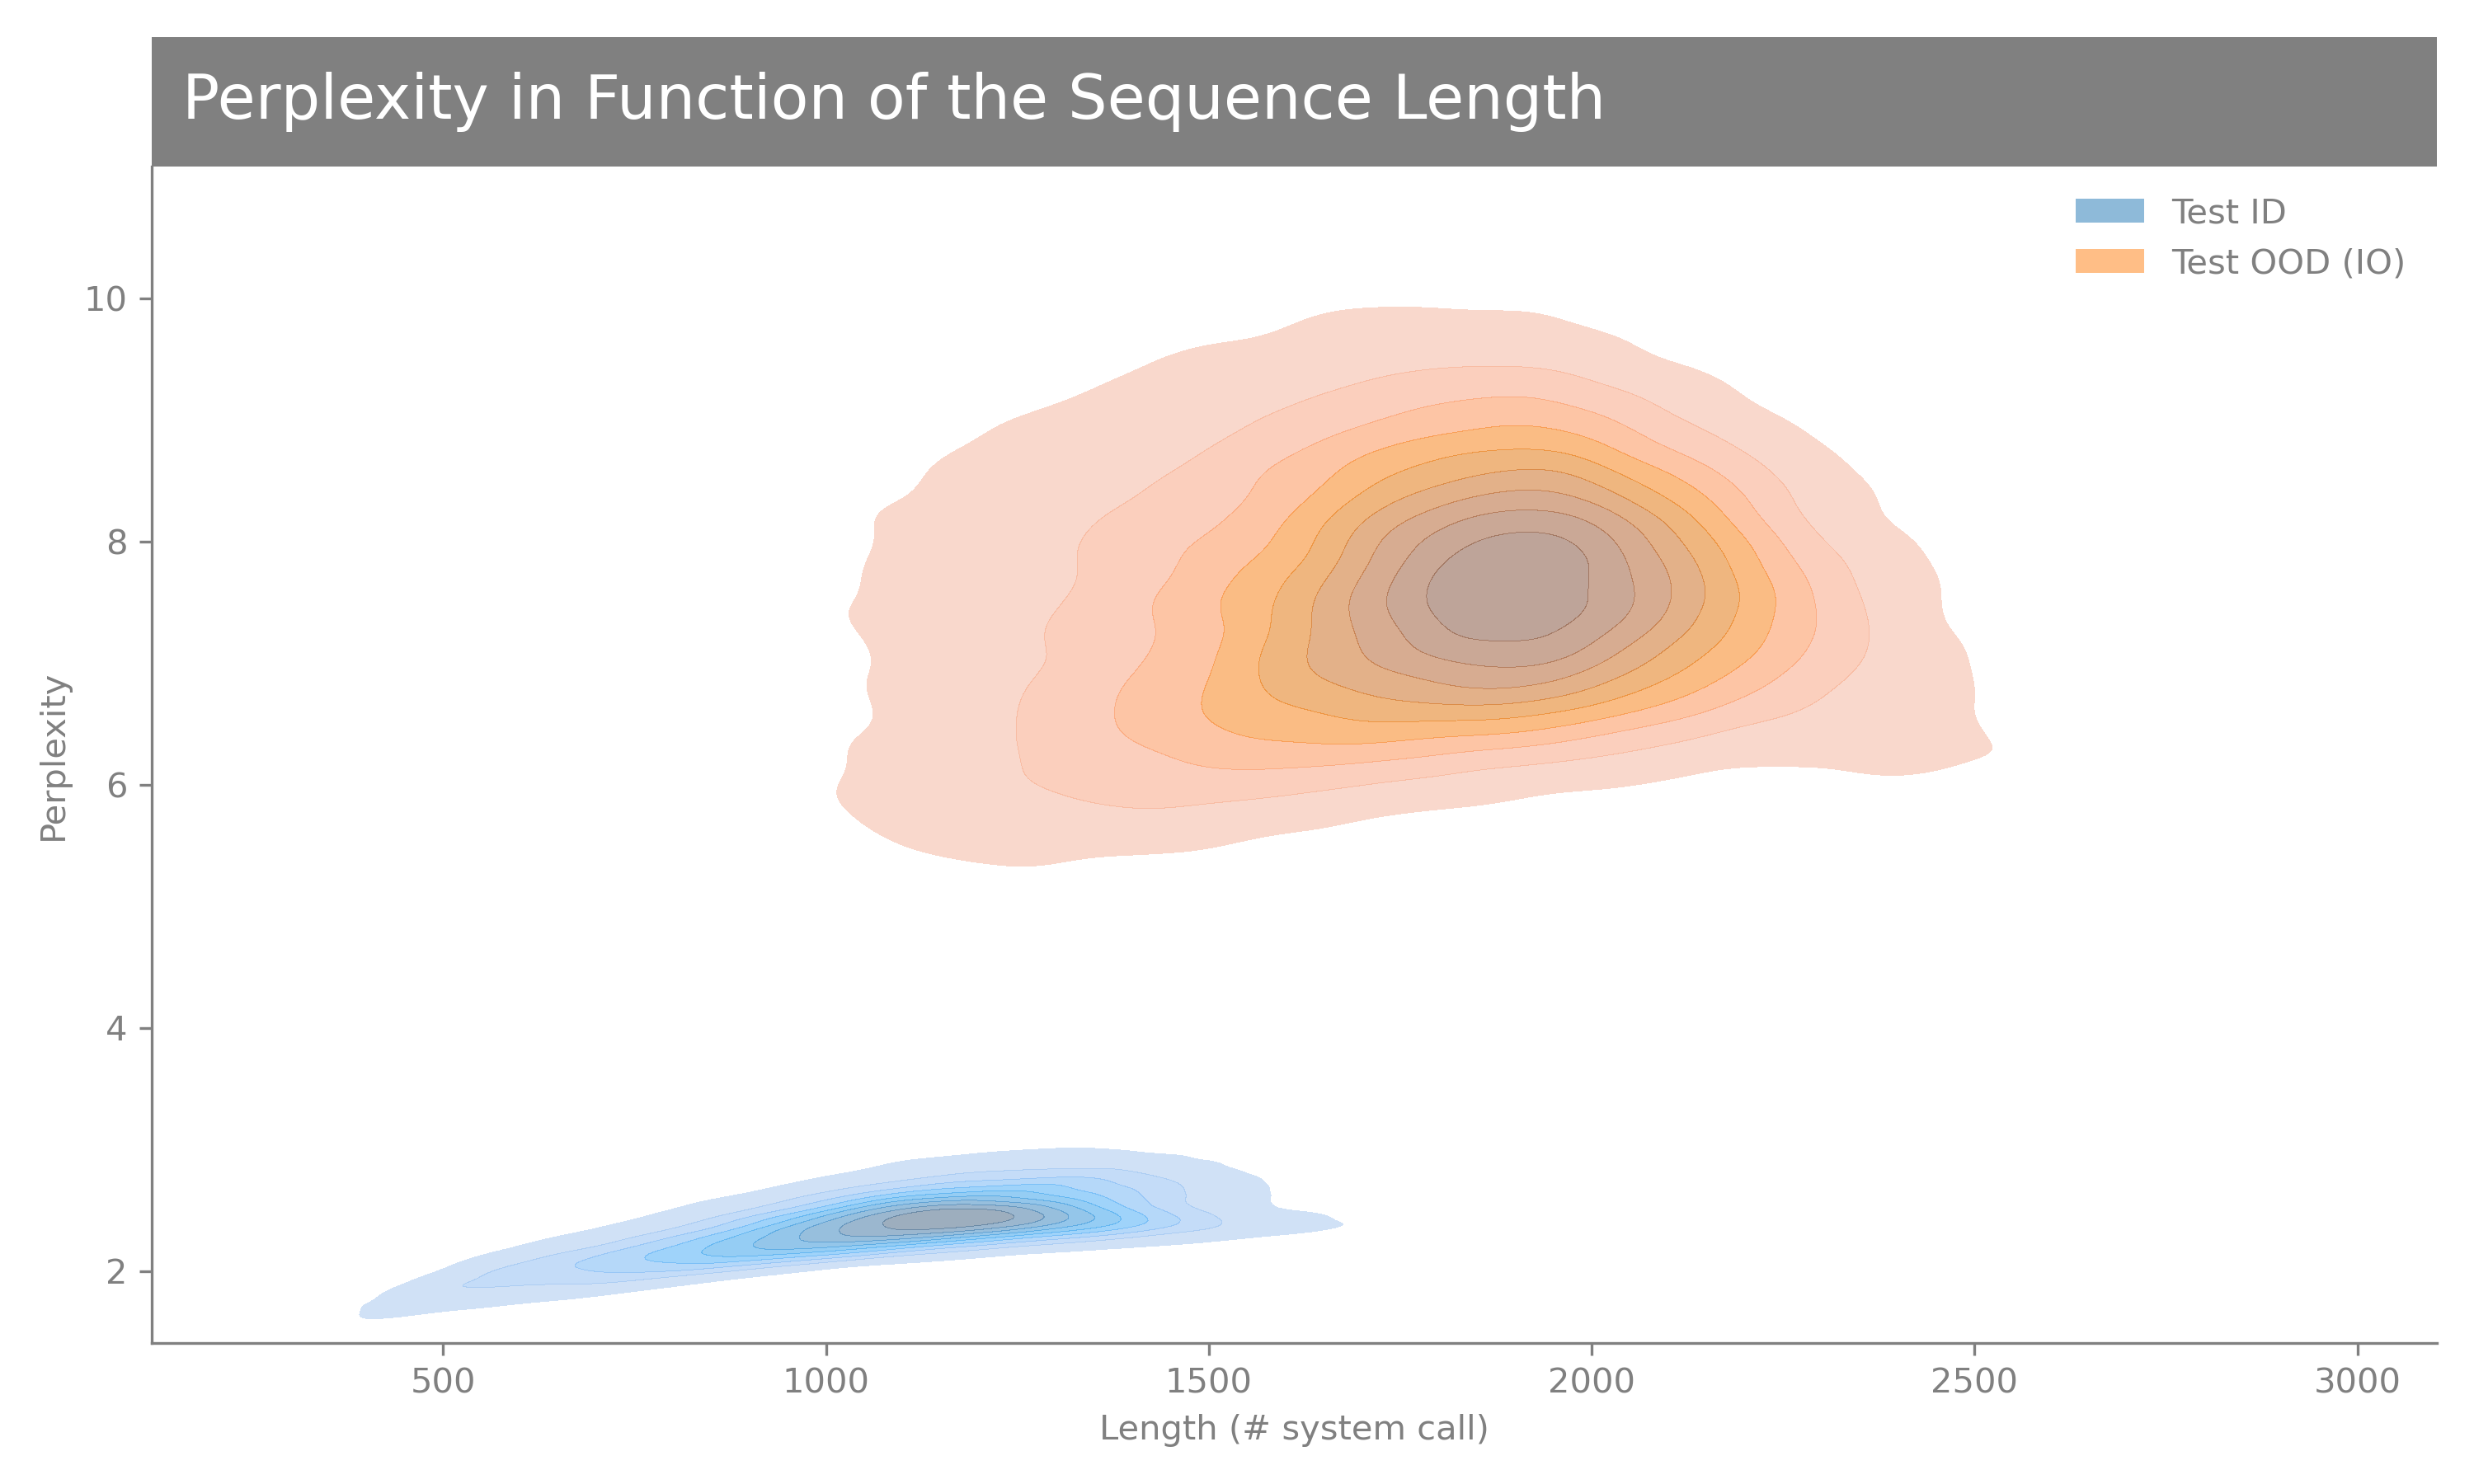 Perplexity in Function of the Sequence Length
Test ID
Test OOD (IO)
10
8
6
4
2
Perplexity
500 1000 1500 2000 2500 3000
Length (# system call)